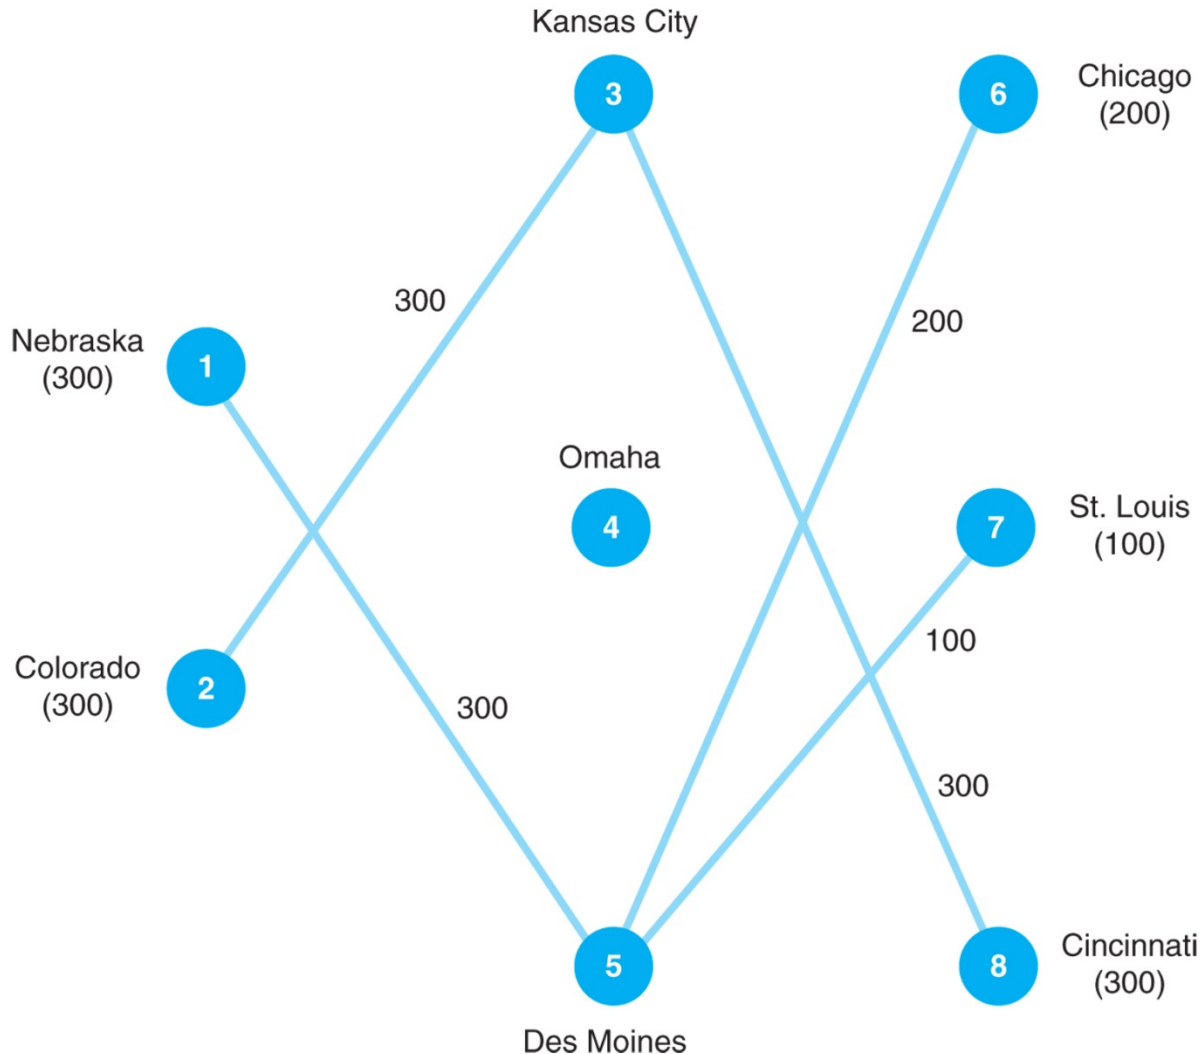 Kansas City
3
6
Chicago
(200)
300
200
Nebraska
(300)
1
Omaha
4
7
St. Louis
(100)
100
Colorado
(300)
2
300
300
5
8
Cincinnati
(300)
Des Moines